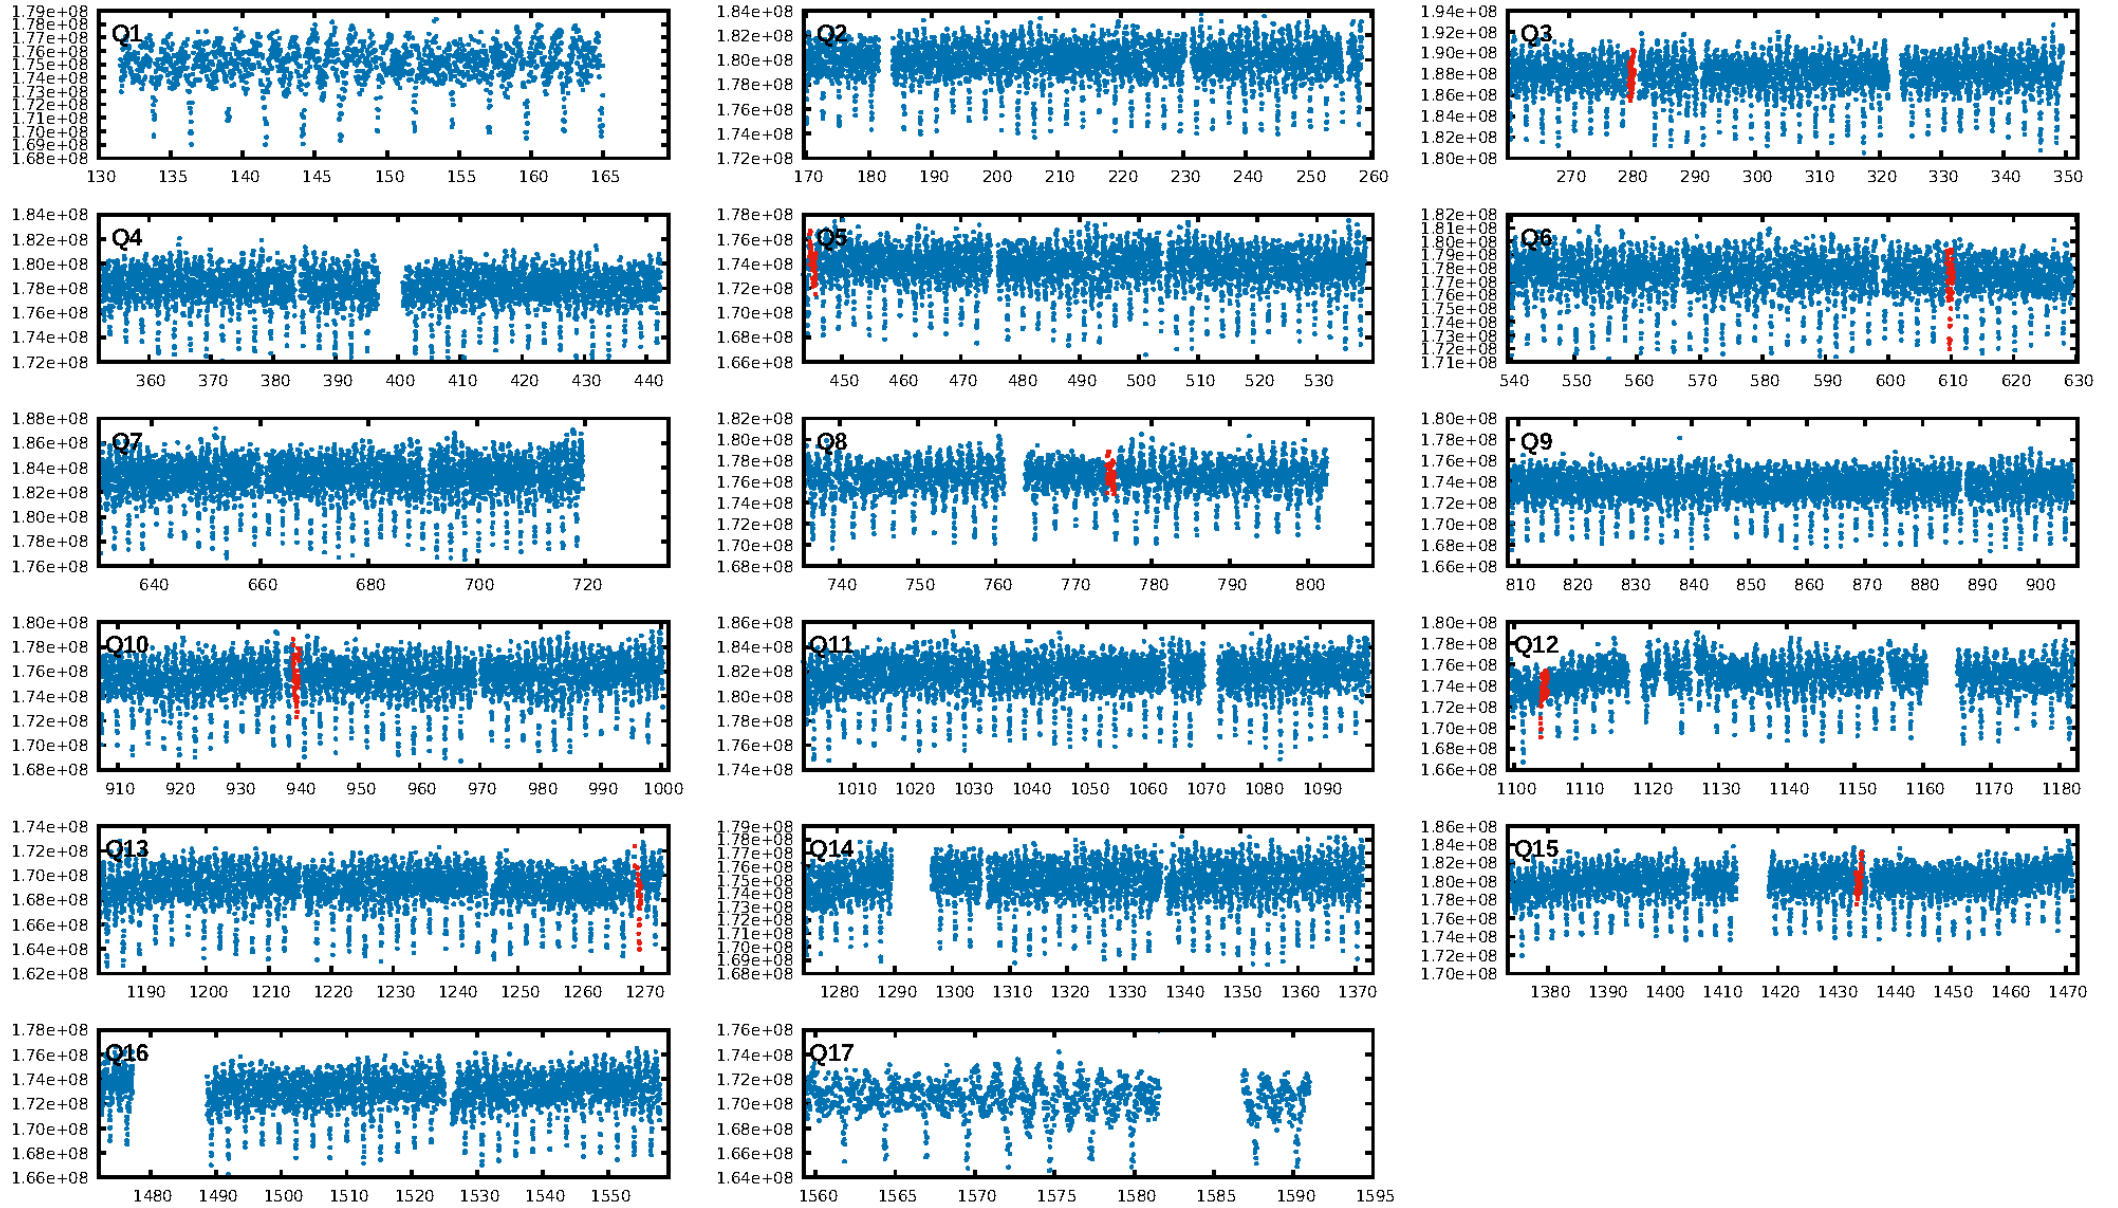 1.79e+08
1.78e+08
1.77e+08
1.76e+08
1.75e+08
1.74e+08
1.73e+08
1.72e+08
1.71e+08
1.70e+08
1.69e+08
1.68e+08
Q1
130 135 140 145 150 155 160 165
1.84e+08
1.82e+08
1.80e+08
1.78e+08
1.76e+08
1.74e+08
1.72e+08
Q2
170 180 190 200 210 220 230 240 250 260
1.94e+08
1.92e+08
1.90e+08
1.88e+08
1.86e+08
1.84e+08
1.82e+08
1.80e+08
Q3
270 280 290 300 310 320 330 340 350
1.84e+08
1.82e+08
1.80e+08
1.78e+08
1.76e+08
1.74e+08
1.72e+08
Q4
360 370 380 390 400 410 420 430 440
1.78e+08
1.76e+08
1.74e+08
1.72e+08
1.70e+08
1.68e+08
1.66e+08
Q5
450 460 470 480 490 500 510 520 530
1.82e+08
1.81e+08
1.80e+08
1.79e+08
1.78e+08
1.77e+08
1.76e+08
1.75e+08
1.74e+08
1.73e+08
1.72e+08
1.71e+08
Q6
540 550 560 570 580 590 600 610 620 630
1.88e+08
1.86e+08
1.84e+08
1.82e+08
1.80e+08
1.78e+08
1.76e+08
Q7
640 660 680 700 720
1.82e+08
1.80e+08
1.78e+08
1.76e+08
1.74e+08
1.72e+08
1.70e+08
1.68e+08
Q8
740 750 760 770 780 790 800
1.80e+08
1.78e+08
1.76e+08
1.74e+08
1.72e+08
1.70e+08
1.68e+08
1.66e+08
Q9
810 820 830 840 850 860 870 880 890 900
1.80e+08
1.78e+08
1.76e+08
1.74e+08
1.72e+08
1.70e+08
1.68e+08
Q10
910 920 930 940 950 960 970 980 990 1000
1.86e+08
1.84e+08
1.82e+08
1.80e+08
1.78e+08
1.76e+08
1.74e+08
Q11
1010 1020 1030 1040 1050 1060 1070 1080 1090
1.80e+08
1.78e+08
1.76e+08
1.74e+08
1.72e+08
1.70e+08
1.68e+08
1.66e+08
Q12
1100 1110 1120 1130 1140 1150 1160 1170 1180
1.74e+08
1.72e+08
1.70e+08
1.68e+08
1.66e+08
1.64e+08
1.62e+08
Q13
1190 1200 1210 1220 1230 1240 1250 1260 1270
1.79e+08
1.78e+08
1.77e+08
1.76e+08
1.75e+08
1.74e+08
1.73e+08
1.72e+08
1.71e+08
1.70e+08
1.69e+08
1.68e+08
Q14
1280 1290 1300 1310 1320 1330 1340 1350 1360 1370
1.86e+08
1.84e+08
1.82e+08
1.80e+08
1.78e+08
1.76e+08
1.74e+08
1.72e+08
1.70e+08
Q15
1380 1390 1400 1410 1420 1430 1440 1450 1460 1470
1.78e+08
1.76e+08
1.74e+08
1.72e+08
1.70e+08
1.68e+08
1.66e+08
Q16
1480 1490 1500 1510 1520 1530 1540 1550
1.76e+08
1.74e+08
1.72e+08
1.70e+08
1.68e+08
1.66e+08
1.64e+08
Q17
1560 1565 1570 1575 1580 1585 1590 1595